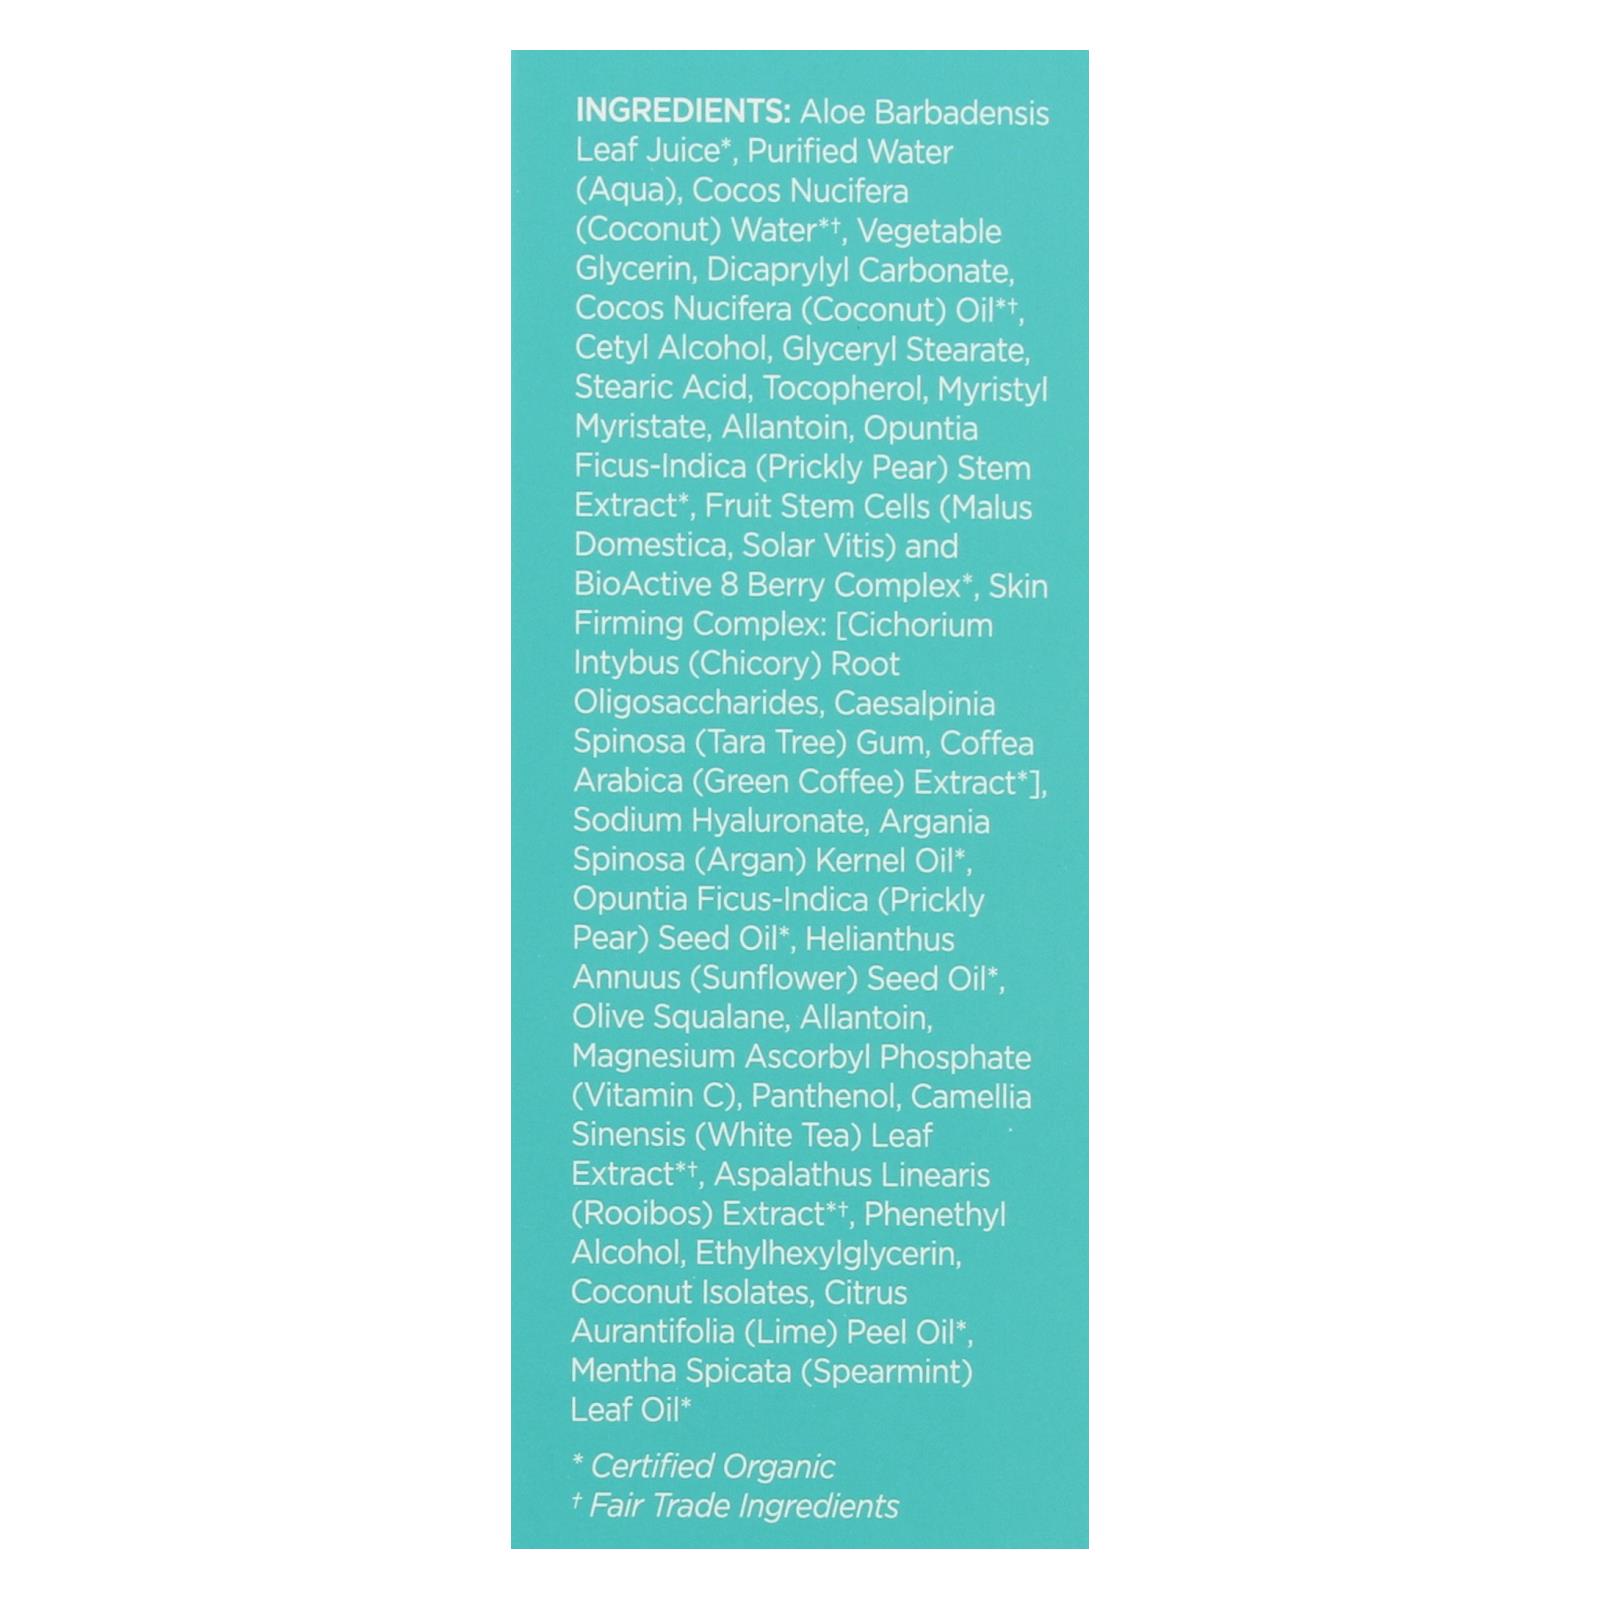 INGREDIENTS: Aloe Barbadensis
Leaf Juice*, Purified Water
(Aqua), Cocos Nucifera
(Coconut) Water*†, Vegetable
Glycerin, Dicaprylyl Carbonate,
Cocos Nucifera (Coconut) Oil*†,
Cetyl Alcohol, Glyceryl Stearate,
Stearic Acid, Tocopherol, Myristyl
Myristate, Allantoin, Opuntia
Ficus-Indica (Prickly Pear) Stem
Extract*, Fruit Stem Cells (Malus
Domestica, Solar Vitis) and
BioActive 8 Berry Complex*, Skin
Firming Complex: [Cichorium
Intybus (Chicory) Root
Oligosaccharides, Caesalpinia
Spinosa (Tara Tree) Gum, Coffea
Arabica (Green Coffee) Extract*],
Sodium Hyaluronate, Argania
Spinosa (Argan) Kernel Oil*,
Opuntia Ficus-Indica (Prickly
Pear) Seed Oil*, Helianthus
Annuus (Sunflower) Seed Oil*,
Olive Squalane, Allantoin,
Magnesium Ascorbyl Phosphate
(Vitamin C), Panthenol, Camellia
Sinensis (White Tea) Leaf
Extract*†, Aspalathus Linearis
(Rooibos) Extract*†, Phenethyl
Alcohol, Ethylhexylglycerin,
Coconut Isolates, Citrus
Aurantifolia (Lime) Peel Oil*,
Mentha Spicata (Spearmint)
Leaf Oil*
* Certified Organic
† Fair Trade Ingredients